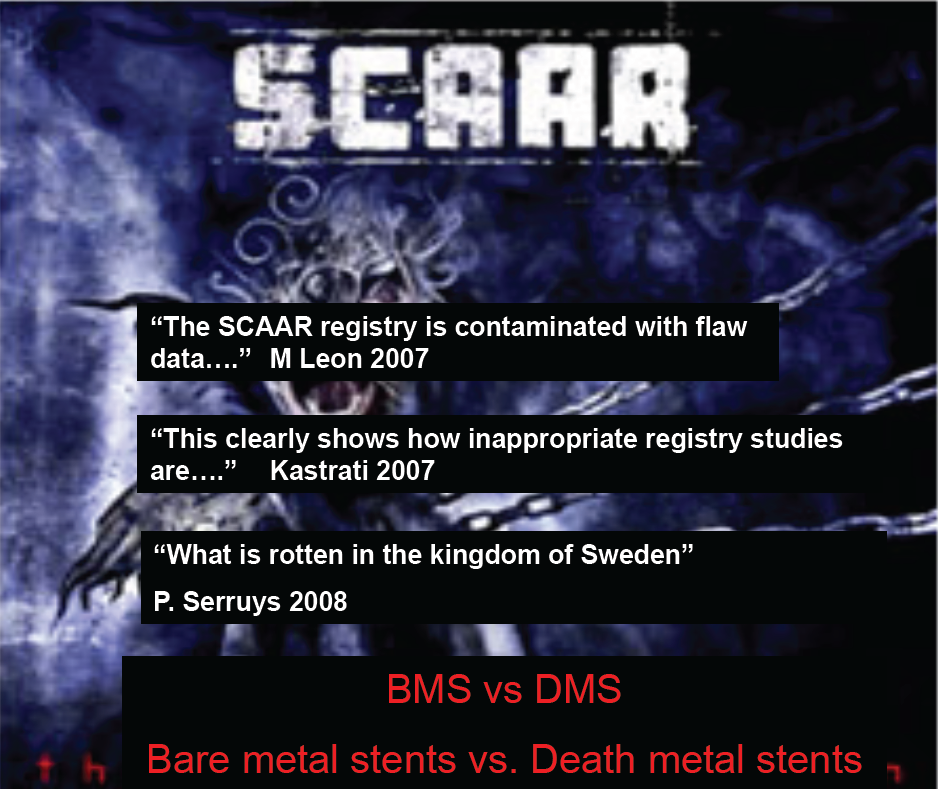 SCAAR
“The SCAAR registry is contaminated with flaw
data….” M Leon 2007
“This clearly shows how inappropriate registry studies
are….” Kastrati 2007
“What is rotten in the kingdom of Sweden”
P. Serruys 2008
BMS vs DMS
Bare metal stents vs. Death metal stents